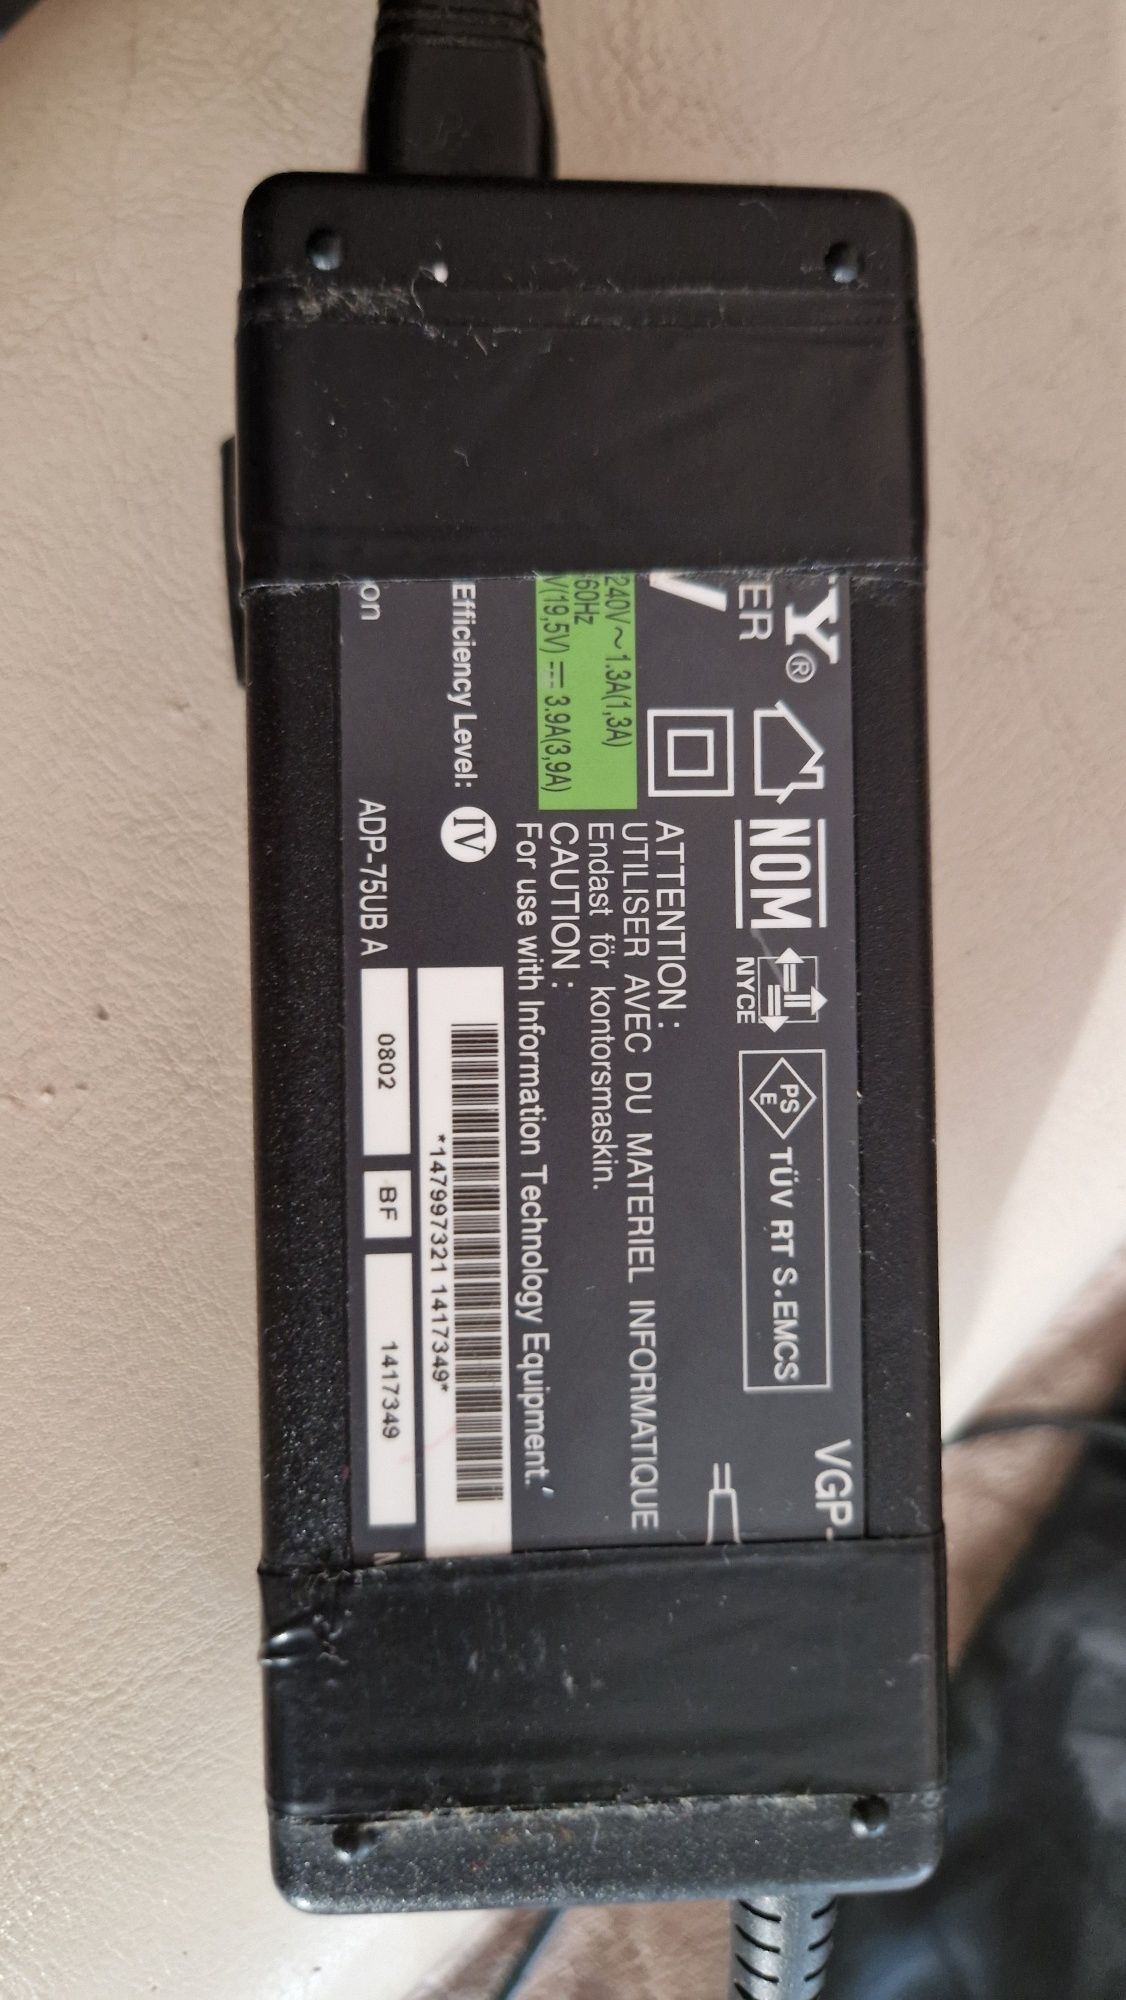 Y®
NOM
NYCE
PS
E
TÜV RT S.EMCS
VGP-
ER
V
240V~1.3A(1,3A)
60Hz
V(19,5V) ⎓ 3.9A(3,9A)
ATTENTION :
UTILISER AVEC DU MATERIEL INFORMATIQUE
Endast för kontorsmaskin.
CAUTION :
For use with Information Technology Equipment.
Efficiency Level: IV
*147997321 1417349*
on
ADP-75UB A
0802
BF
1417349